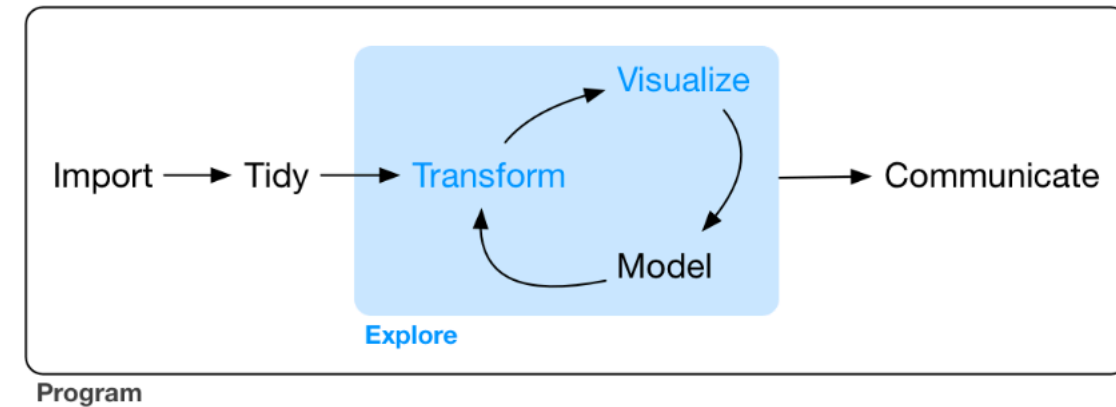 Visualize
Import Tidy Transform Communicate
Model
Explore
Program